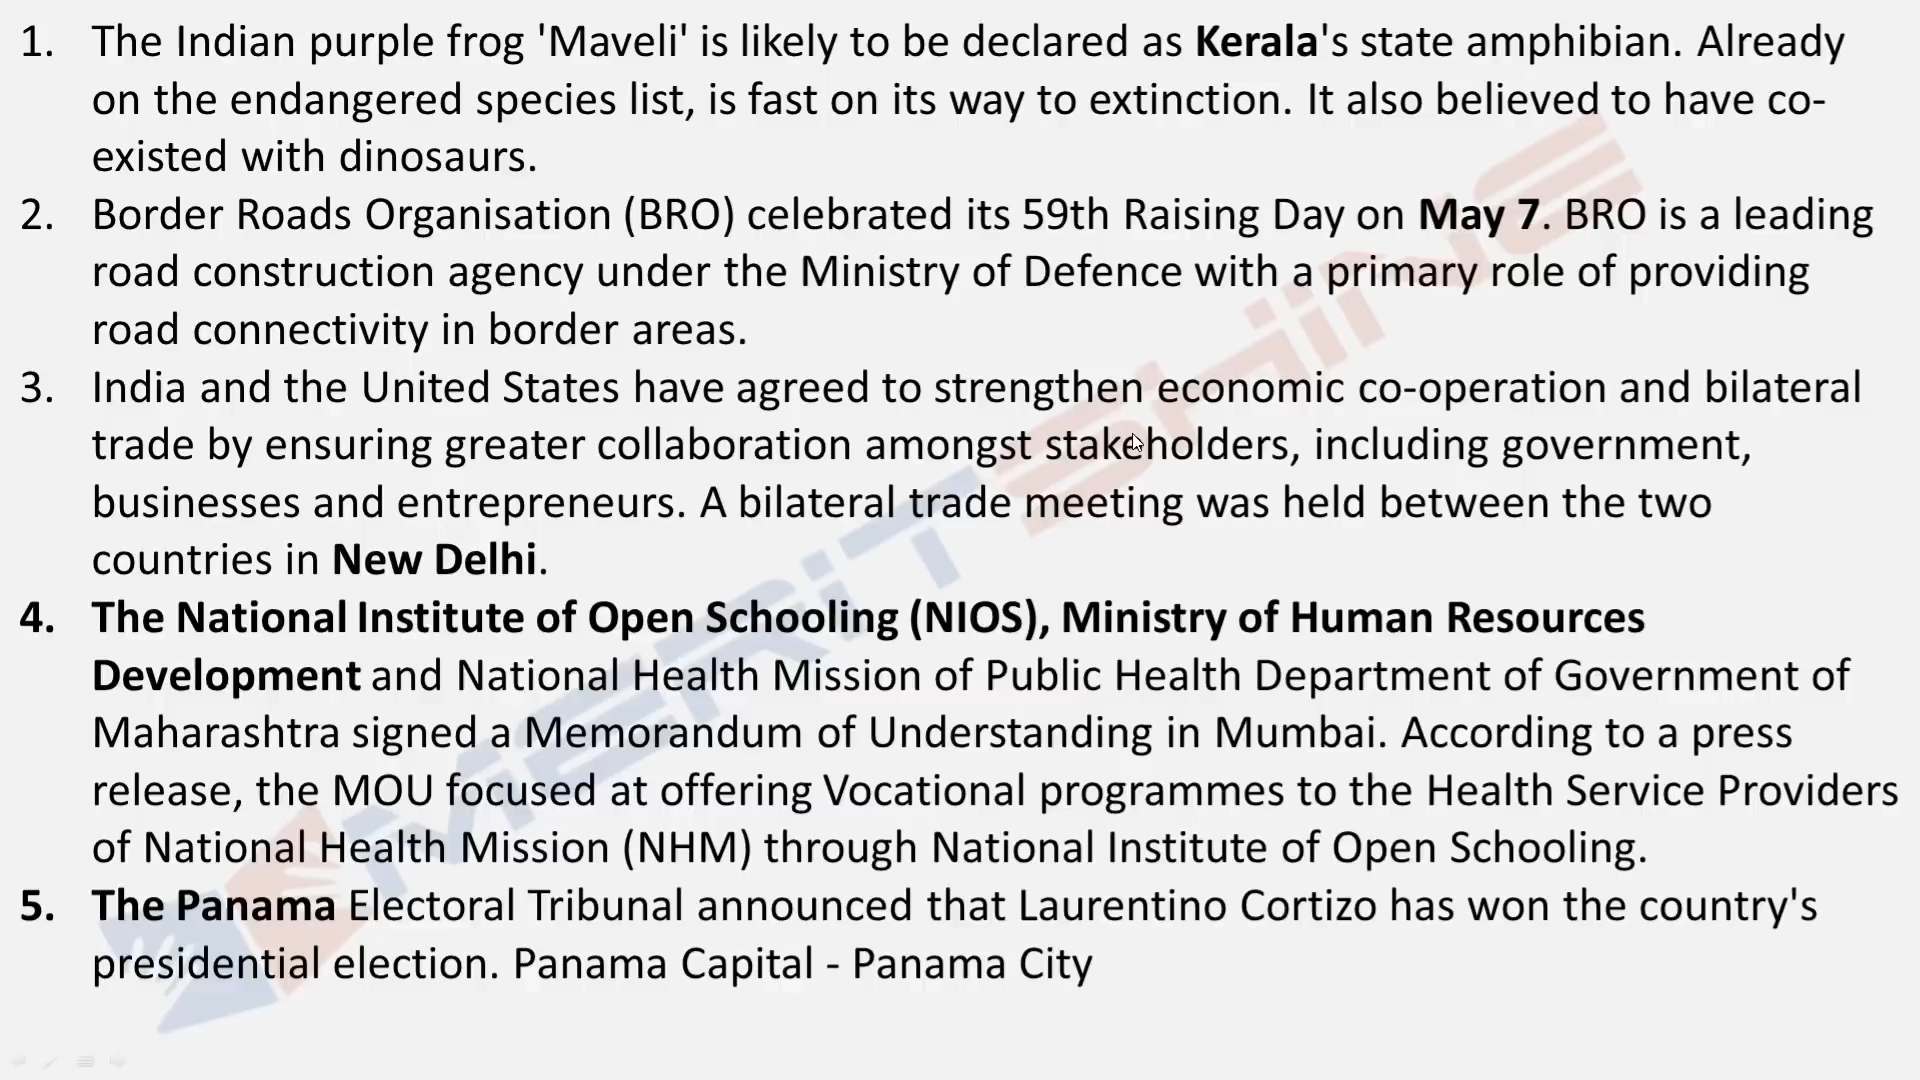 1. The Indian purple frog 'Maveli' is likely to be declared as Kerala's state amphibian. Already
on the endangered species list, is fast on its way to extinction. It also believed to have co-
existed with dinosaurs.
2. Border Roads Organisation (BRO) celebrated its 59th Raising Day on May 7. BRO is a leading
road construction agency under the Ministry of Defence with a primary role of providing
road connectivity in border areas.
3. India and the United States have agreed to strengthen economic co-operation and bilateral
trade by ensuring greater collaboration amongst stakeholders, including government,
businesses and entrepreneurs. A bilateral trade meeting was held between the two
countries in New Delhi.
4. The National Institute of Open Schooling (NIOS), Ministry of Human Resources
Development and National Health Mission of Public Health Department of Government of
Maharashtra signed a Memorandum of Understanding in Mumbai. According to a press
release, the MOU focused at offering Vocational programmes to the Health Service Providers
of National Health Mission (NHM) through National Institute of Open Schooling.
5. The Panama Electoral Tribunal announced that Laurentino Cortizo has won the country's
presidential election. Panama Capital - Panama City
MERiTSHiNE